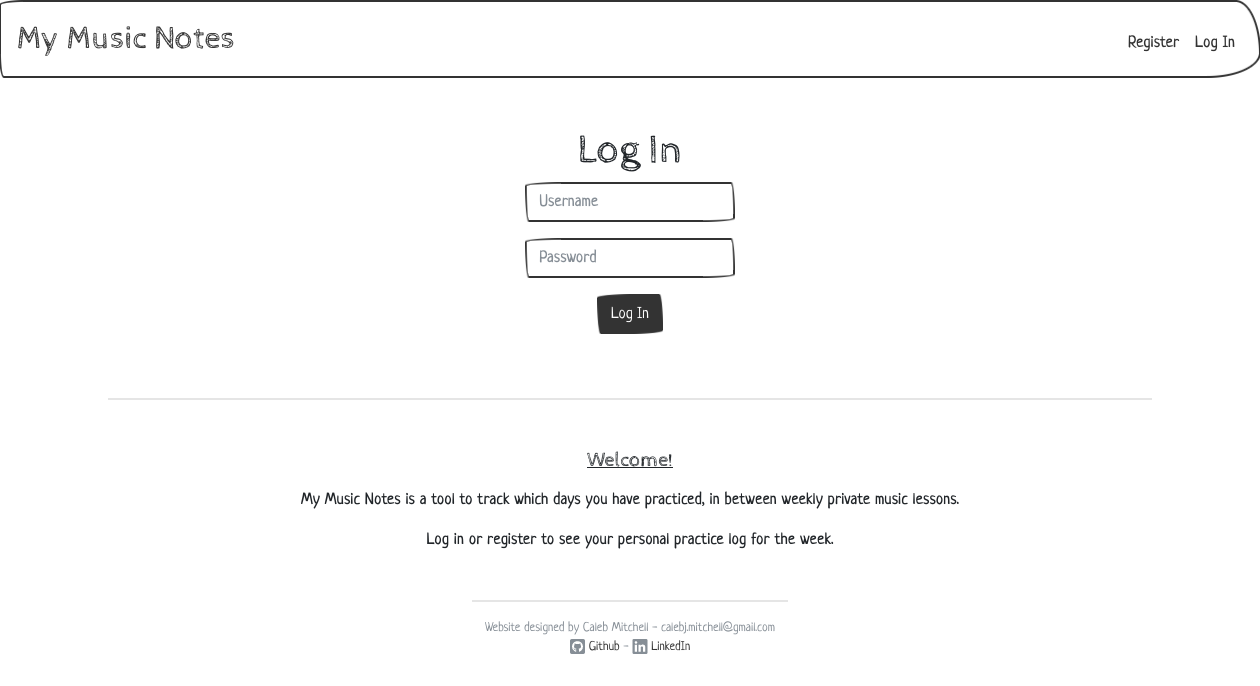 My Music Notes
Register Log In
Log In
Username
Password
Log In
Welcome!
My Music Notes is a tool to track which days you have practiced, in between weekly private music lessons.
Log in or register to see your personal practice log for the week.
Website designed by Caleb Mitchell - calebj.mitchell@gmail.com
Github - LinkedIn